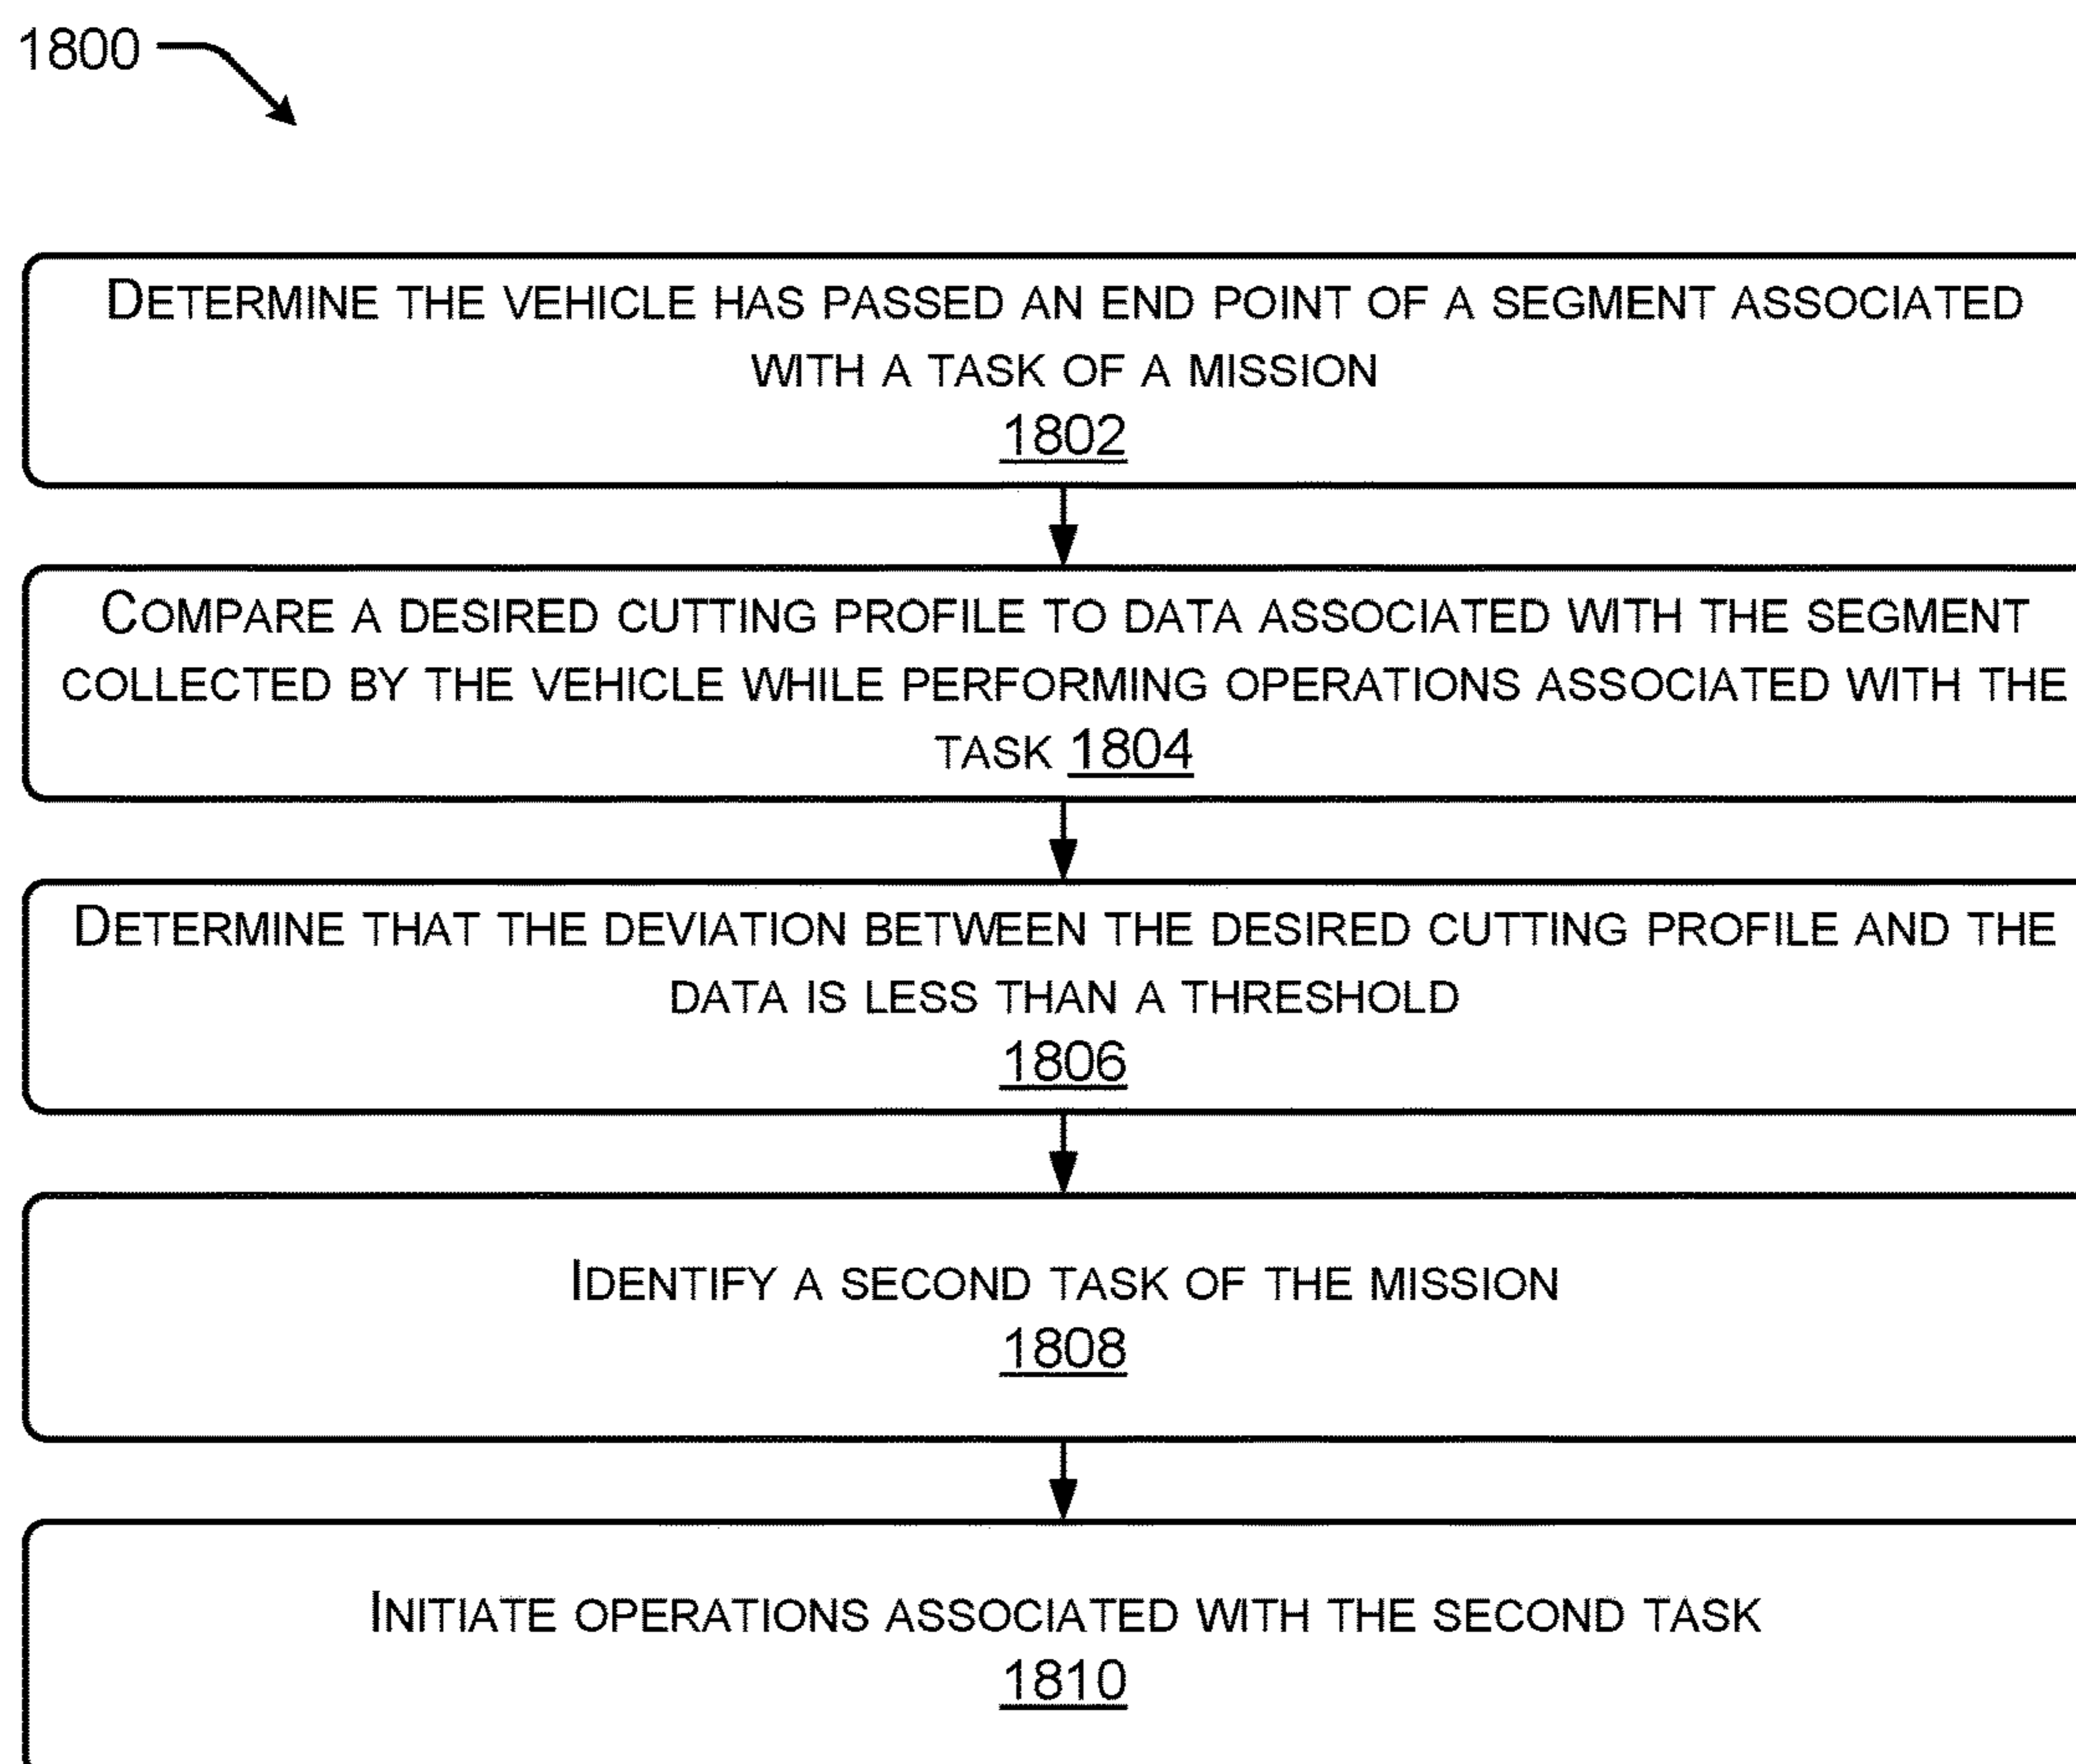 1800
DETERMINE THE VEHICLE HAS PASSED AN END POINT OF A SEGMENT ASSOCIATED
WITH A TASK OF A MISSION
1802
COMPARE A DESIRED CUTTING PROFILE TO DATA ASSOCIATED WITH THE SEGMENT
COLLECTED BY THE VEHICLE WHILE PERFORMING OPERATIONS ASSOCIATED WITH THE
TASK 1804
DETERMINE THAT THE DEVIATION BETWEEN THE DESIRED CUTTING PROFILE AND THE
DATA IS LESS THAN A THRESHOLD
1806
IDENTIFY A SECOND TASK OF THE MISSION
1808
INITIATE OPERATIONS ASSOCIATED WITH THE SECOND TASK
1810